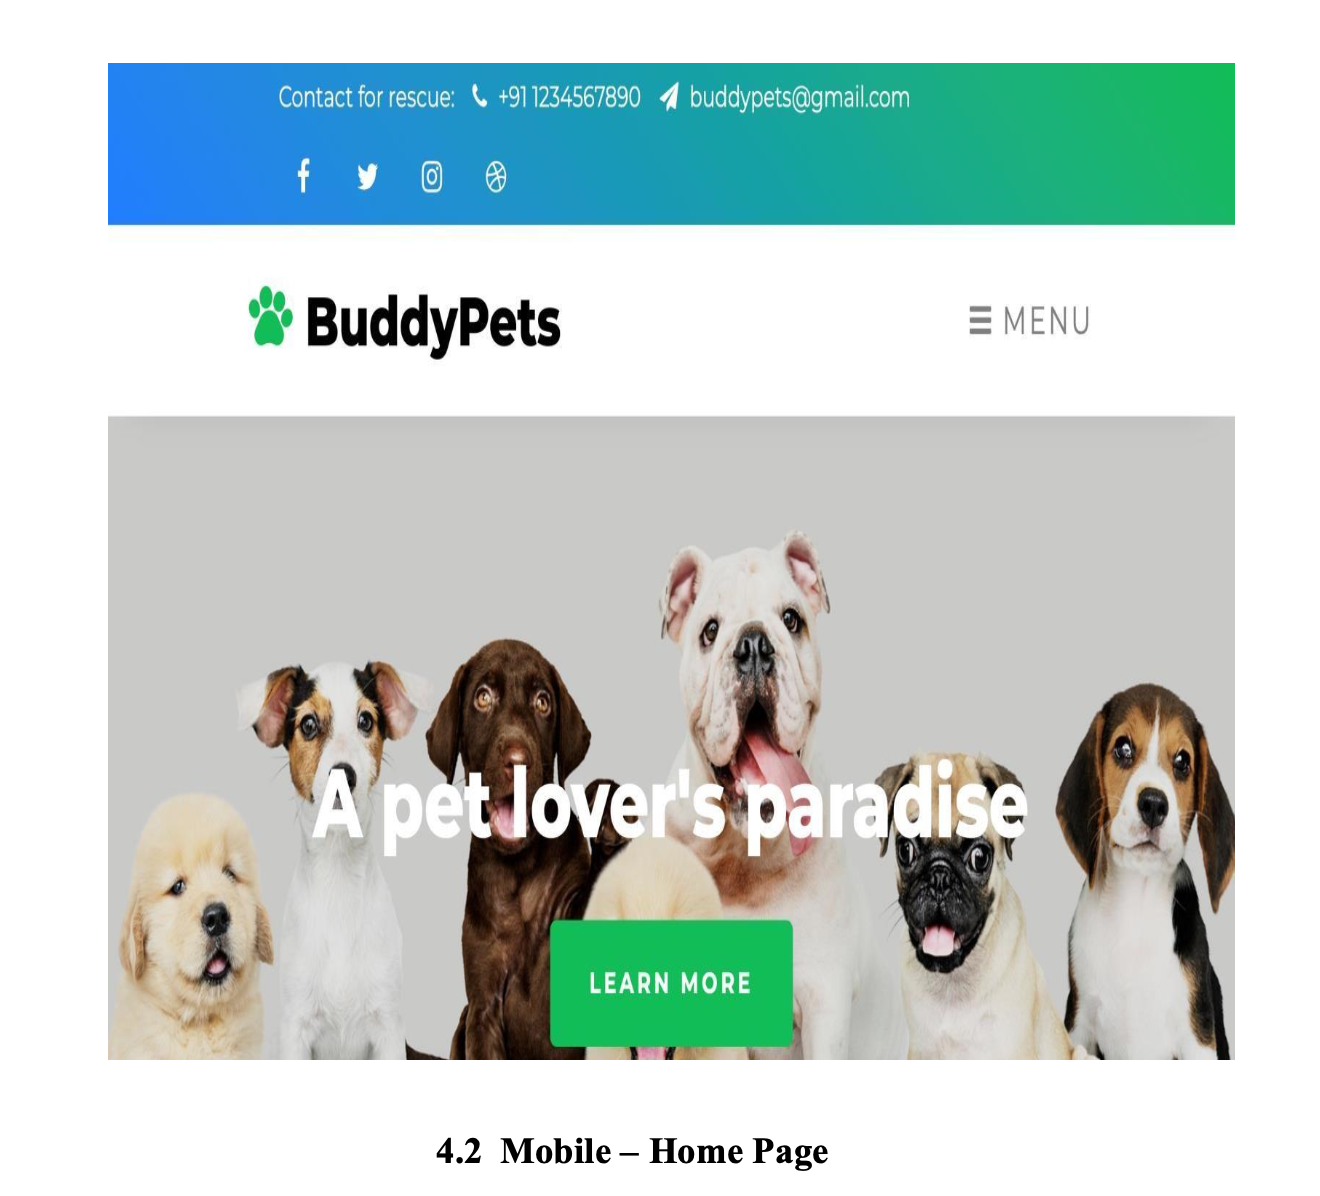 Contact for rescue: +91 1234567890 buddypets@gmail.com
BuddyPets
MENU
A pet lover's paradise
LEARN MORE
4.2 Mobile – Home Page